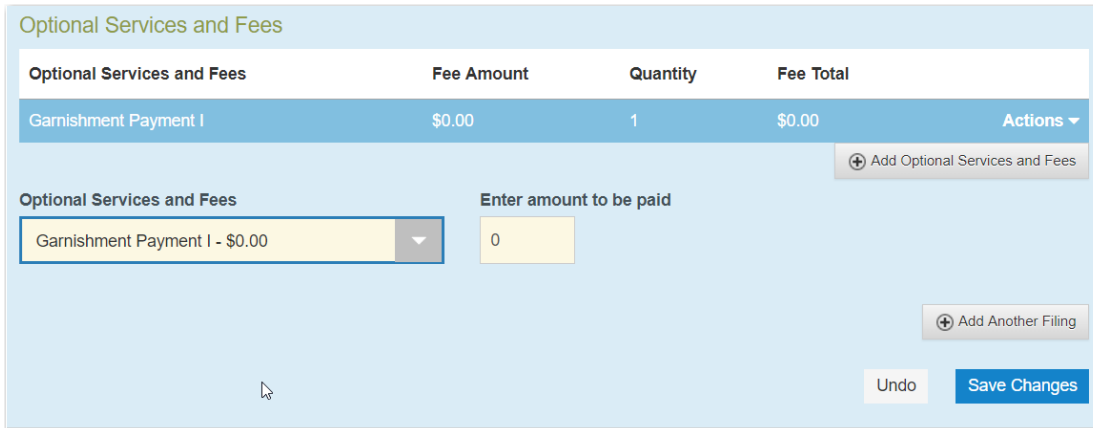 Optional Services and Fees
Optional Services and Fees Fee Amount Quantity Fee Total
Garnishment Payment I $0.00 1 $0.00 Actions
Add Optional Services and Fees
Optional Services and Fees Enter amount to be paid
Garnishment Payment I - $0.00 0
Add Another Filing
Undo Save Changes